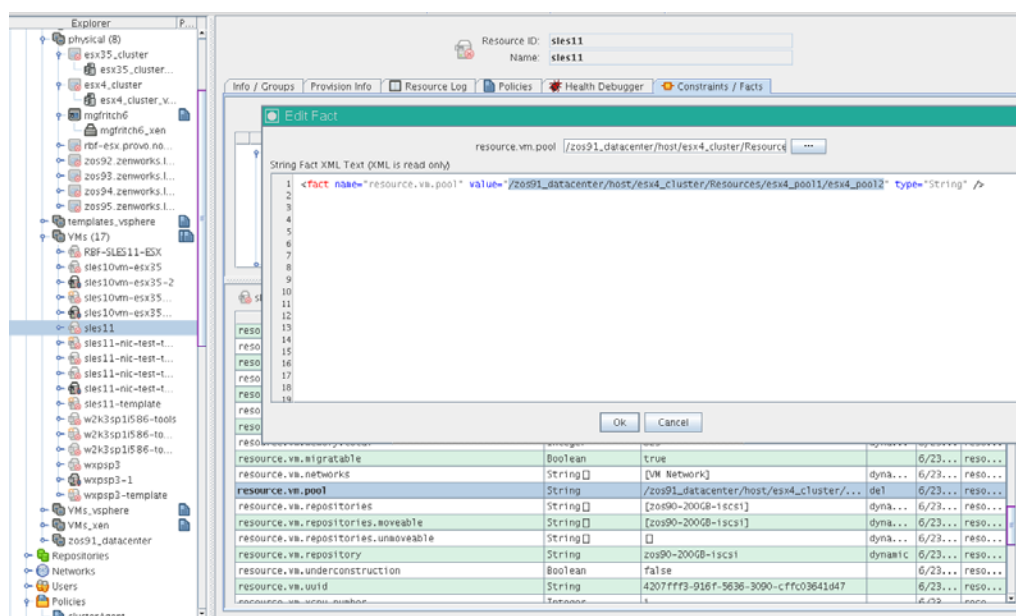 Explorer
P...
physical (8)
esx35_cluster
esx35_cluster...
esx4_cluster
esx4_cluster_v...
mgfritch6
mgfritch6_xen
rbf-esx.provo.no...
zos92.zenworks.l...
zos93.zenworks.l...
zos94.zenworks.l...
zos95.zenworks.l...
templates_vsphere
VMs (17)
RBF-SLES11-ESX
sles10vm-esx35
sles10vm-esx35-2
sles10vm-esx35...
sles10vm-esx35...
sles11
sles11-nic-test-t...
sles11-nic-test-t...
sles11-nic-test-t...
sles11-nic-test-t...
sles11-template
w2k3sp1i586-tools
w2k3sp1i586-to...
w2k3sp1i586-to...
wxpsp3
wxpsp3-1
wxpsp3-template
VMs_vsphere
VMs_xen
zos91_datacenter
Repositories
Networks
Users
Policies
Resource ID: sles11
Name: sles11
Info / Groups Provision Info Resource Log Policies Health Debugger Constraints / Facts
Edit Fact
resource.vm.pool /zos91_datacenter/host/esx4_cluster/Resource ...
String Fact XML Text (XML is read only)
1 <fact name="resource.vm.pool" value="/zos91_datacenter/host/esx4_cluster/Resources/esx4_pool1/esx4_pool2" type="String" />
2
3
4
5
6
7
8
9
10
11
12
13
14
15
16
17
18
19
Ok Cancel
sl
reso
reso
reso
reso
reso
reso
reso
resource.vm.migratable Boolean true 6/23... reso...
resource.vm.networks String[] [VM Network] dyna... 6/23... reso...
resource.vm.pool String /zos91_datacenter/host/esx4_cluster/... del 6/23... reso...
resource.vm.repositories String[] [zos90-200GB-iscsi] dyna... 6/23... reso...
resource.vm.repositories.moveable String[] [zos90-200GB-iscsi] dyna... 6/23... reso...
resource.vm.repositories.unmoveable String[] [] dyna... 6/23... reso...
resource.vm.repository String zos90-200GB-iscsi dynamic 6/23... reso...
resource.vm.underconstruction Boolean false 6/23... reso...
resource.vm.uuid String 4207fff3-916f-5636-3090-cffc03641d47 6/23... reso...